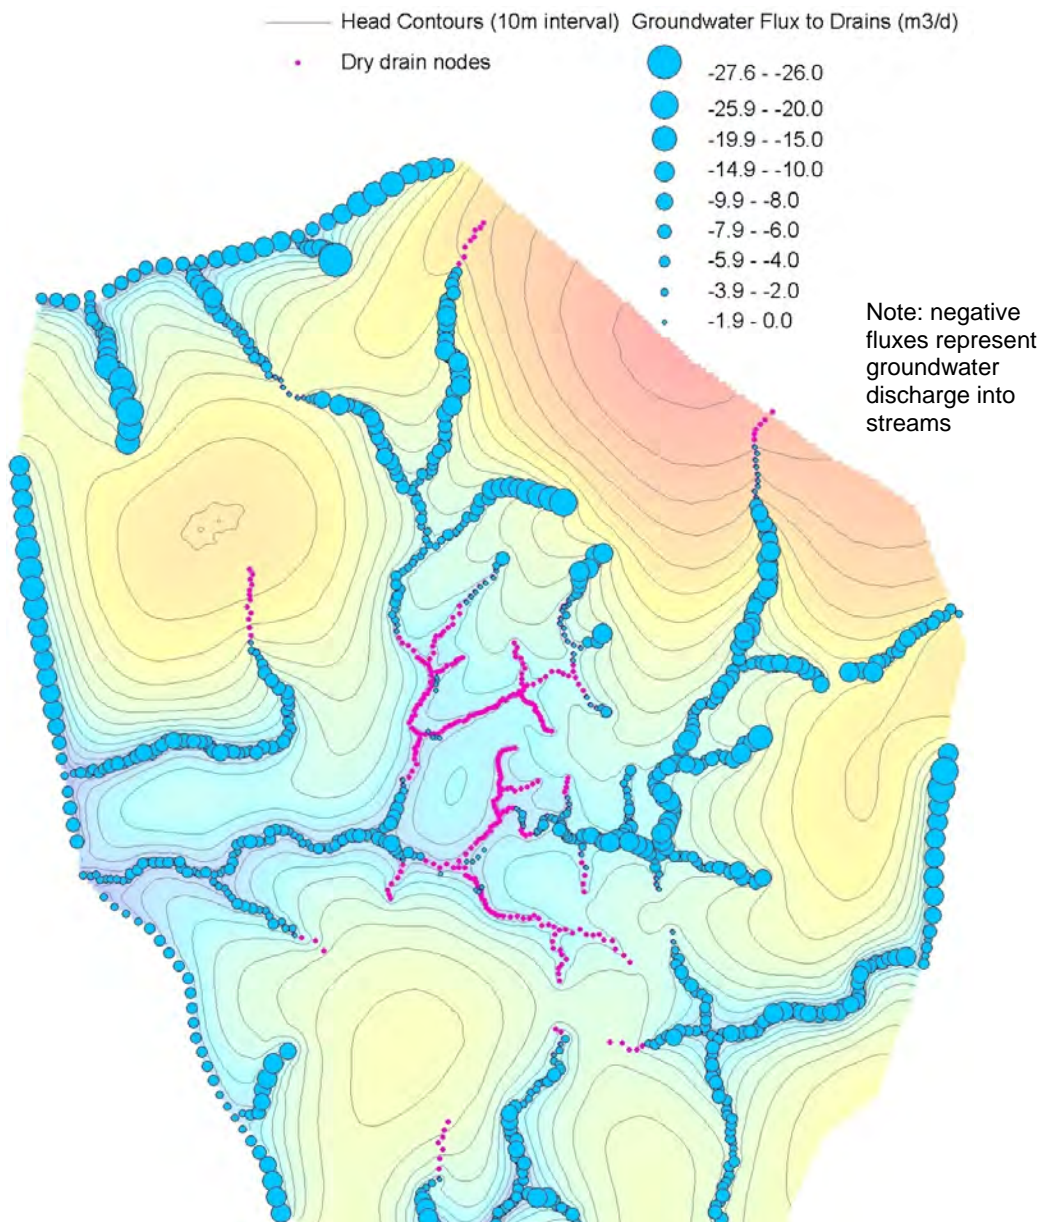 Head Contours (10m interval) Groundwater Flux to Drains (m3/d)
Dry drain nodes
-27.6 - -26.0
-25.9 - -20.0
-19.9 - -15.0
-14.9 - -10.0
-9.9 - -8.0
-7.9 - -6.0
-5.9 - -4.0
-3.9 - -2.0
-1.9 - 0.0
Note: negative
fluxes represent
groundwater
discharge into
streams